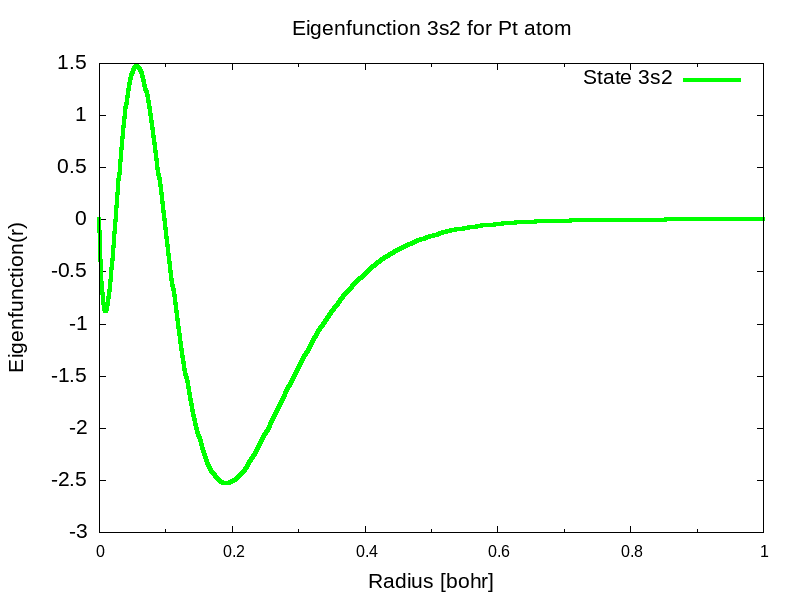 Eigenfunction 3s2 for Pt atom
State 3s2
1.5
1
0.5
0
-0.5
-1
-1.5
-2
-2.5
-3
Eigenfunction(r)
0 0.2 0.4 0.6 0.8 1
Radius [bohr]